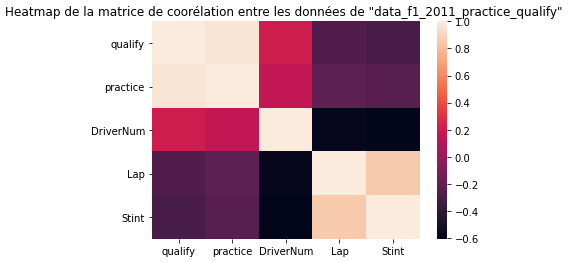 Heatmap de la matrice de coorélation entre les données de "data_f1_2011_practice_qualify"
qualify
practice
DriverNum
Lap
Stint
qualify practice DriverNum Lap Stint
1.0
0.8
0.6
0.4
0.2
0.0
−0.2
−0.4
−0.6